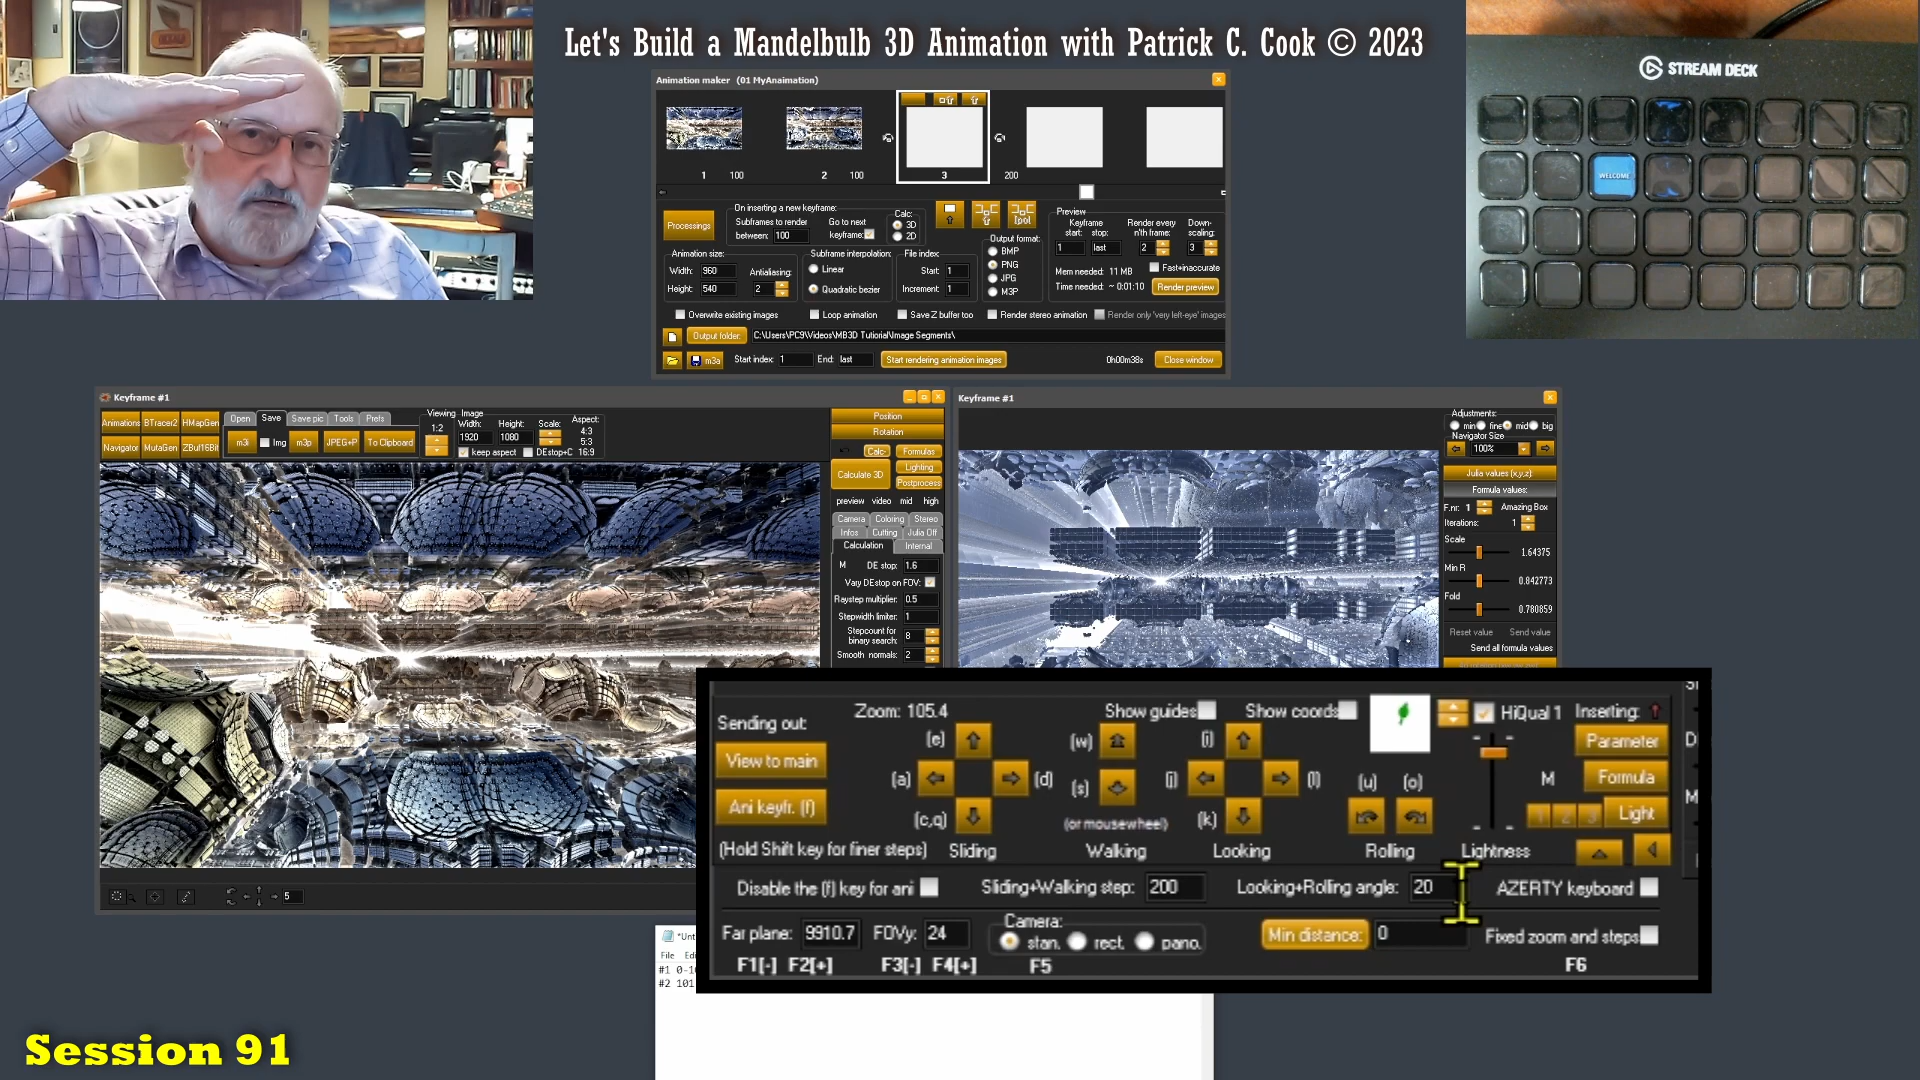 Let's Build a Mandelbulb 3D Animation with Patrick C. Cook © 2023
STREAM DECK
WELCOME
Animation maker (01 MyAnaimation)
1 100 2 100 3 200
Processings
On inserting a new keyframe:
Subframes to render between: 100
Go to next keyframe:
Calc:
3D
2D
Output format:
BMP
PNG
JPG
M3P
Preview
Keyframe start: stop:
1 last
Render every n'th frame:
2
Down-scaling:
3
Mem needed: 11 MB
Fast+inaccurate
Time needed: ~ 0:01:10
Render preview
Animation size:
Width: 960
Height: 540
Antialiasing:
2
Subframe interpolation:
Linear
Quadratic bezier
File index:
Start: 1
Increment: 1
Overwrite existing images
Loop animation
Save Z buffer too
Render stereo animation
Render only 'very left-eye' images
Output folder:
C:\Users\PC9\Videos\MB3D Tutiorial\Image Segments\
m3a
Start index: 1 End: last
Start rendering animation images
0h00m38s
Close window
Keyframe #1
Animations BTracer2 HMapGen
Navigator MutaGen ZBuf16Bit
Open Save Save pic Tools Prefs
m3i Img m3p JPEG+P To Clipboard
Viewing Image
1:2
Width: Height: Scale:
1920 1080
keep aspect DEstop+C
Aspect:
4:3
5:3
16:9
Position
Rotation
Calc-
Formulas
Calculate 3D
Lighting
Postprocess
preview video mid high
Camera Coloring Stereo
Infos Cutting Julia Off
Calculation Internal
M DE stop: 1.6
Vary DEstop on FOV:
Raystep multiplier: 0.5
Stepwidth limiter: 1
Stepcount for binary search: 8
Smooth normals: 2
5
Keyframe #1
Adjustments:
min fine mid big
Navigator Size
100%
Julia values (x,y,z):
Formula values:
F.nr: 1 Amazing Box
Iterations: 1
Scale
1.64375
Min R
0.842773
Fold
0.780859
Reset value Send value
Send all formula values
Sending out:
Zoom: 105.4
Show guides
Show coords
HiQual 1
Inserting:
View to main
Ani keyfr. (f)
(e)
(a) (d)
(c,q)
(w)
(s)
(or mousewheel)
(i)
(j) (l)
(k)
(u) (o)
M
Parameter
Formula
1 2 3 Light
(Hold Shift key for finer steps) Sliding Walking Looking Rolling Lightness
Disable the (f) key for ani
Sliding+Walking step: 200
Looking+Rolling angle: 20
AZERTY keyboard
Far plane: 9910.7 FOVy: 24
Camera:
stan. rect. pano.
Min distance: 0
Fixed zoom and steps
F1[-] F2[+] F3[-] F4[+] F5 F6
File
Session 91